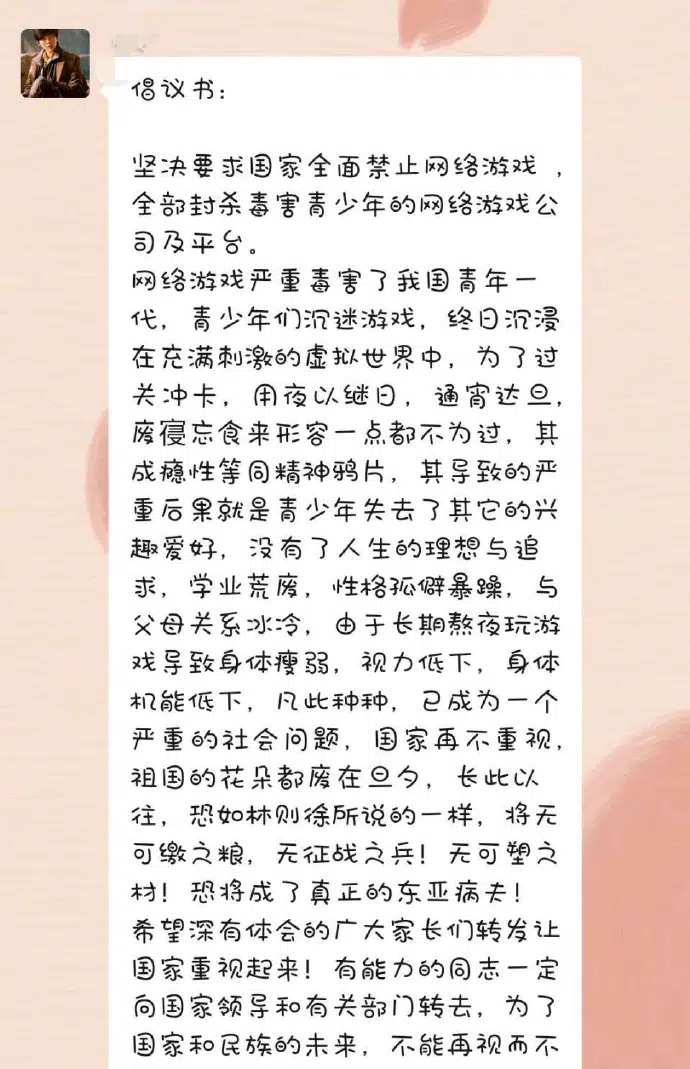 倡议书：
坚决要求国家全面禁止网络游戏，
全部封杀毒害青少年的网络游戏公
司及平台。
网络游戏严重毒害了我国青年一
代，青少年们沉迷游戏，终日沉浸
在充满刺激的虚拟世界中，为了过
关冲卡，用夜以继日，通宵达旦，
废寝忘食来形容一点都不为过，其
成瘾性等同精神鸦片，其导致的严
重后果就是青少年失去了其它的兴
趣爱好，没有了人生的理想与追
求，学业荒废，性格孤僻暴躁，与
父母关系冰冷，由于长期熬夜玩游
戏导致身体瘦弱，视力低下，身体
机能低下，凡此种种，已成为一个
严重的社会问题，国家再不重视，
祖国的花朵都废在旦夕，长此以
往，恐如林则徐所说的一样，将无
可缴之粮，无征战之兵！无可塑之
材！恐将成了真正的东亚病夫！
希望深有体会的广大家长们转发让
国家重视起来！有能力的同志一定
向国家领导和有关部门转去，为了
国家和民族的未来，不能再视而不